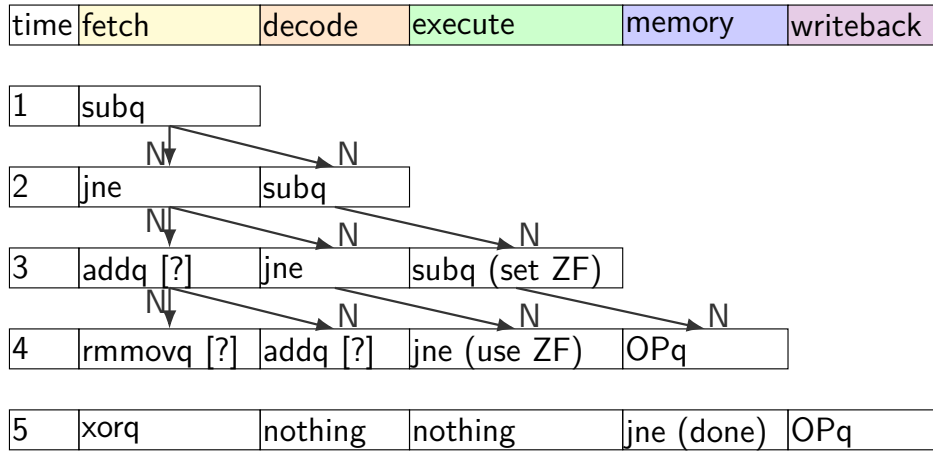 time fetch decode execute memory writeback
1 subq
N N
2 jne subq
N N N
3 addq [?] jne subq (set ZF)
N N N N
4 rmmovq [?] addq [?] jne (use ZF) OPq
5 xorq nothing nothing jne (done) OPq